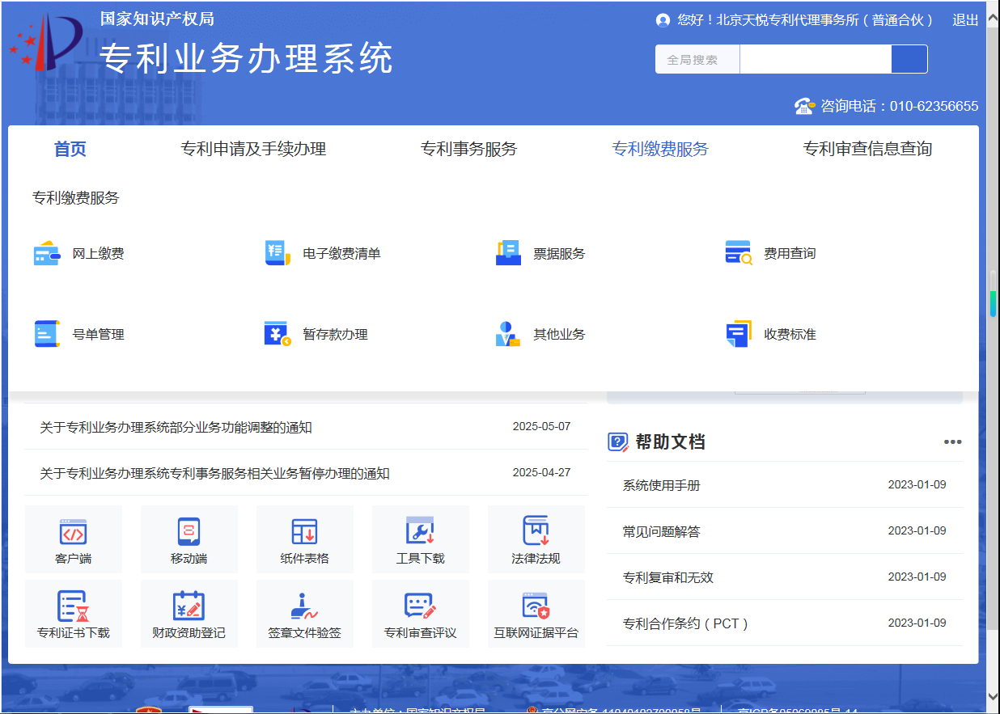 国家知识产权局
专利业务办理系统
您好！北京天悦专利代理事务所（普通合伙） 退出
全局搜索
咨询电话：010-62356655
首页 专利申请及手续办理 专利事务服务 专利缴费服务 专利审查信息查询
专利缴费服务
网上缴费 电子缴费清单 票据服务 费用查询
号单管理 暂存款办理 其他业务 收费标准
关于专利业务办理系统部分业务功能调整的通知 2025-05-07
关于专利业务办理系统专利事务服务相关业务暂停办理的通知 2025-04-27
客户端 移动端 纸件表格 工具下载 法律法规
专利证书下载 财政资助登记 签章文件验签 专利审查评议 互联网证据平台
帮助文档
系统使用手册 2023-01-09
常见问题解答 2023-01-09
专利复审和无效 2023-01-09
专利合作条约（PCT） 2023-01-09
主办单位：国家知识产权局